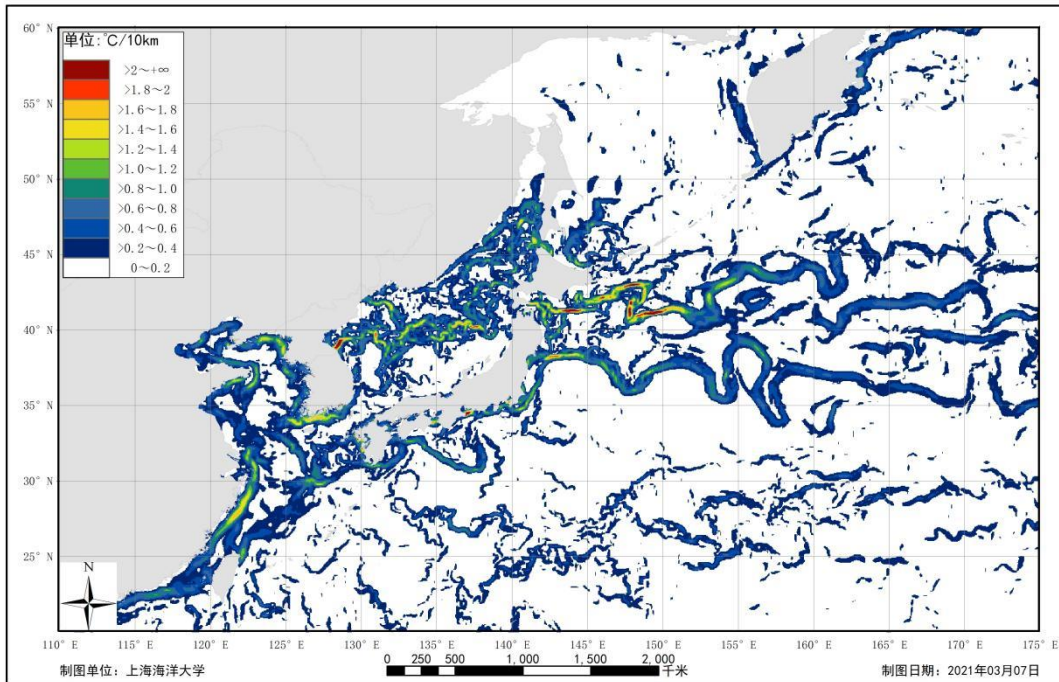 60° N
55° N
50° N
45° N
40° N
35° N
30° N
25° N
单位:℃/10km
>2～+∞
>1.8～2
>1.6～1.8
>1.4～1.6
>1.2～1.4
>1.0～1.2
>0.8～1.0
>0.6～0.8
>0.4～0.6
>0.2～0.4
0～0.2
N
110° E 115° E 120° E 125° E 130° E 135° E 140° E 145° E 150° E 155° E 160° E 165° E 170° E 175° E
制图单位：上海海洋大学
0 250 500 1,000 1,500 2,000
千米
制图日期：2021年03月07日